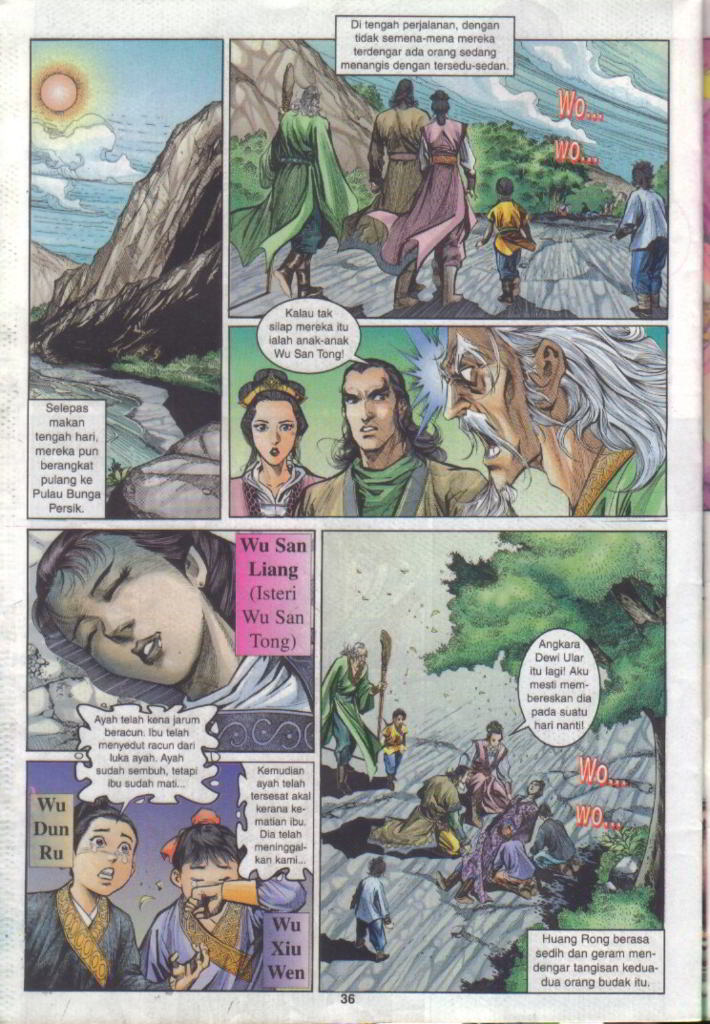 Di tengah perjalanan, dengan
tidak semena-mena mereka
terdengar ada orang sedang
menangis dengan tersedu-sedan.
Wo...
Wo...
Selepas
makan
tengah hari,
mereka pun
berangkat
pulang ke
Pulau Bunga
Persik.
Kalau tak
silap mereka itu
ialah anak-anak
Wu San Tong!
Wu San
Liang
(Isteri
Wu San
Tong)
Ayah telah kena jarum
beracun. Ibu telah
menyedut racun dari
luka ayah. Ayah
sudah sembuh, tetapi
ibu sudah mati...
Kemudian
ayah telah
tersesat akal
kerana ke-
matian ibu.
Dia telah
meninggal-
kan kami...
Wu
Dun
Ru
Wu
Xiu
Wen
Angkara
Dewi Ular
itu lagi! Aku
mesti mem-
bereskan dia
pada suatu
hari nanti!
Wo...
wo...
Huang Rong berasa
sedih dan geram men-
dengar tangisan kedua-
dua orang budak itu.
36